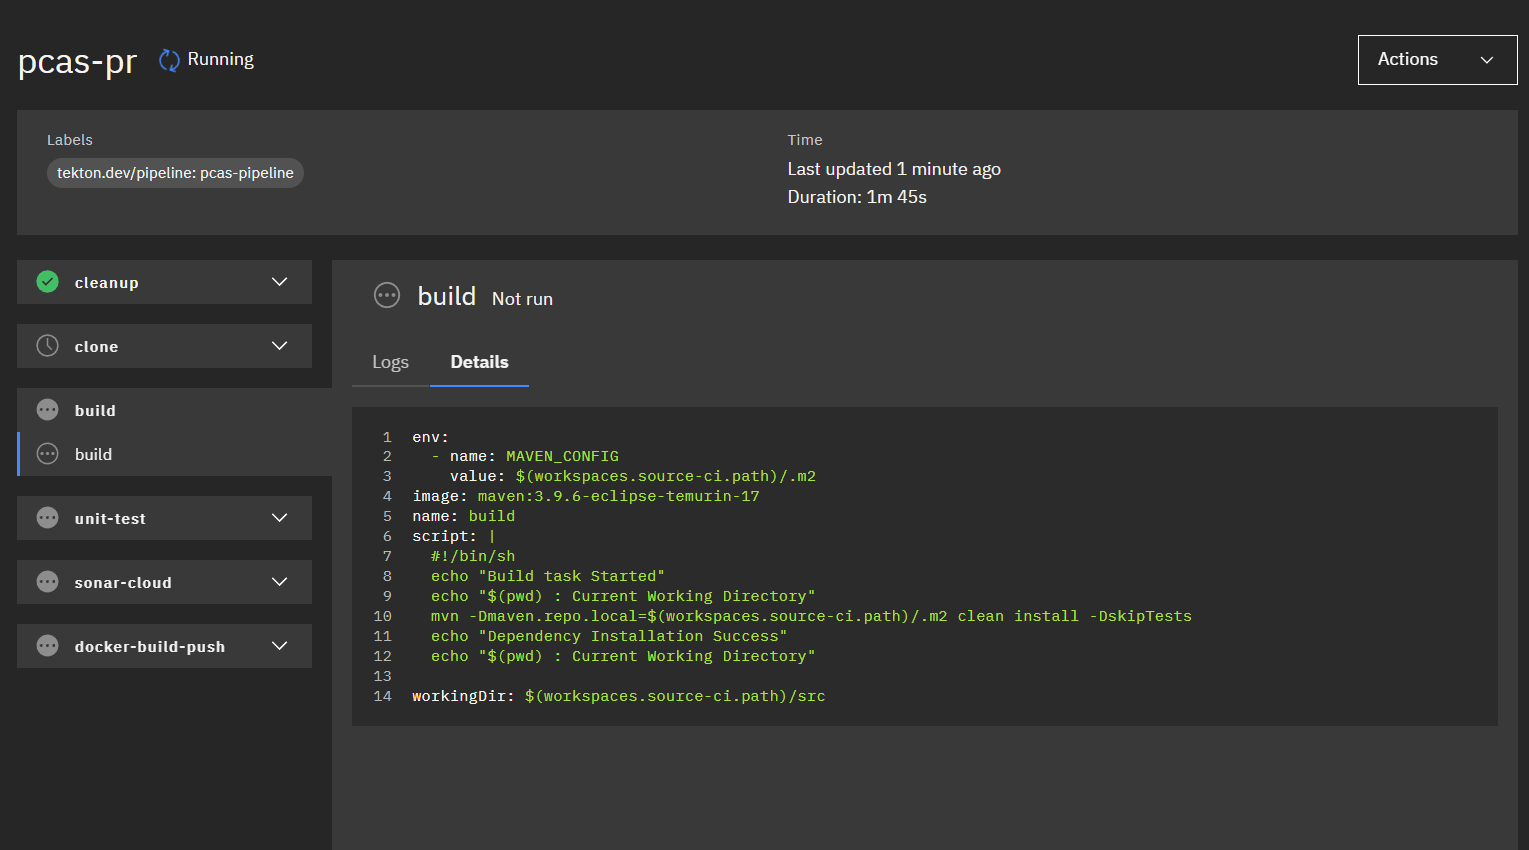 pcas-pr Running
Actions
Labels
tekton.dev/pipeline: pcas-pipeline
Time
Last updated 1 minute ago
Duration: 1m 45s
cleanup
clone
build
build
unit-test
sonar-cloud
docker-build-push
build Not run
Logs Details
1 env:
2   - name: MAVEN_CONFIG
3     value: $(workspaces.source-ci.path)/.m2
4 image: maven:3.9.6-eclipse-temurin-17
5 name: build
6 script: |
7   #!/bin/sh
8   echo "Build task Started"
9   echo "$(pwd) : Current Working Directory"
10   mvn -Dmaven.repo.local=$(workspaces.source-ci.path)/.m2 clean install -DskipTests
11   echo "Dependency Installation Success"
12   echo "$(pwd) : Current Working Directory"
13
14 workingDir: $(workspaces.source-ci.path)/src